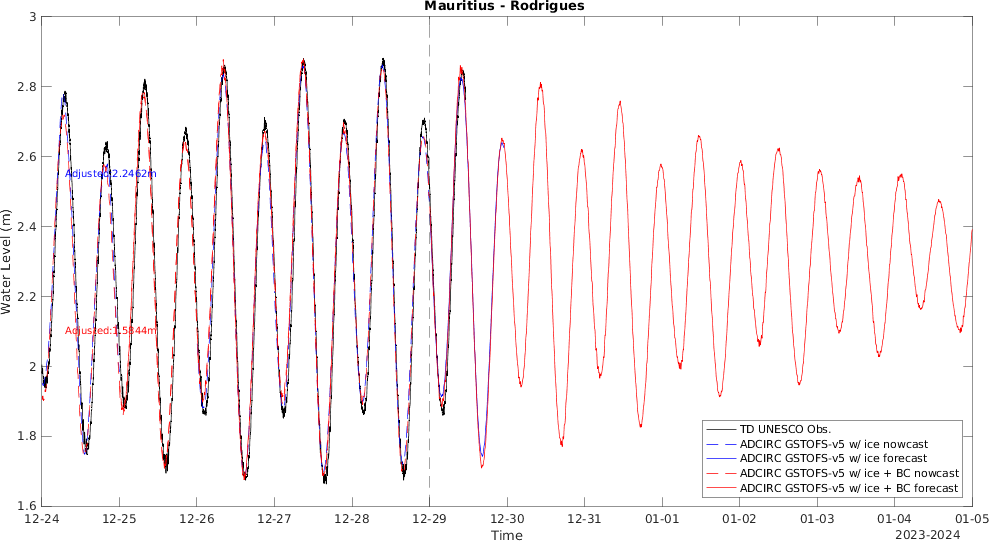 Mauritius - Rodrigues
3
2.8
2.6
2.4
2.2
2
1.8
1.6
Water Level (m)
Adjusted:2.2462m
Adjusted:1.5844m
TD UNESCO Obs.
ADCIRC GSTOFS-v5 w/ ice nowcast
ADCIRC GSTOFS-v5 w/ ice forecast
ADCIRC GSTOFS-v5 w/ ice + BC nowcast
ADCIRC GSTOFS-v5 w/ ice + BC forecast
12-24 12-25 12-26 12-27 12-28 12-29 12-30 12-31 01-01 01-02 01-03 01-04 01-05
Time
2023-2024